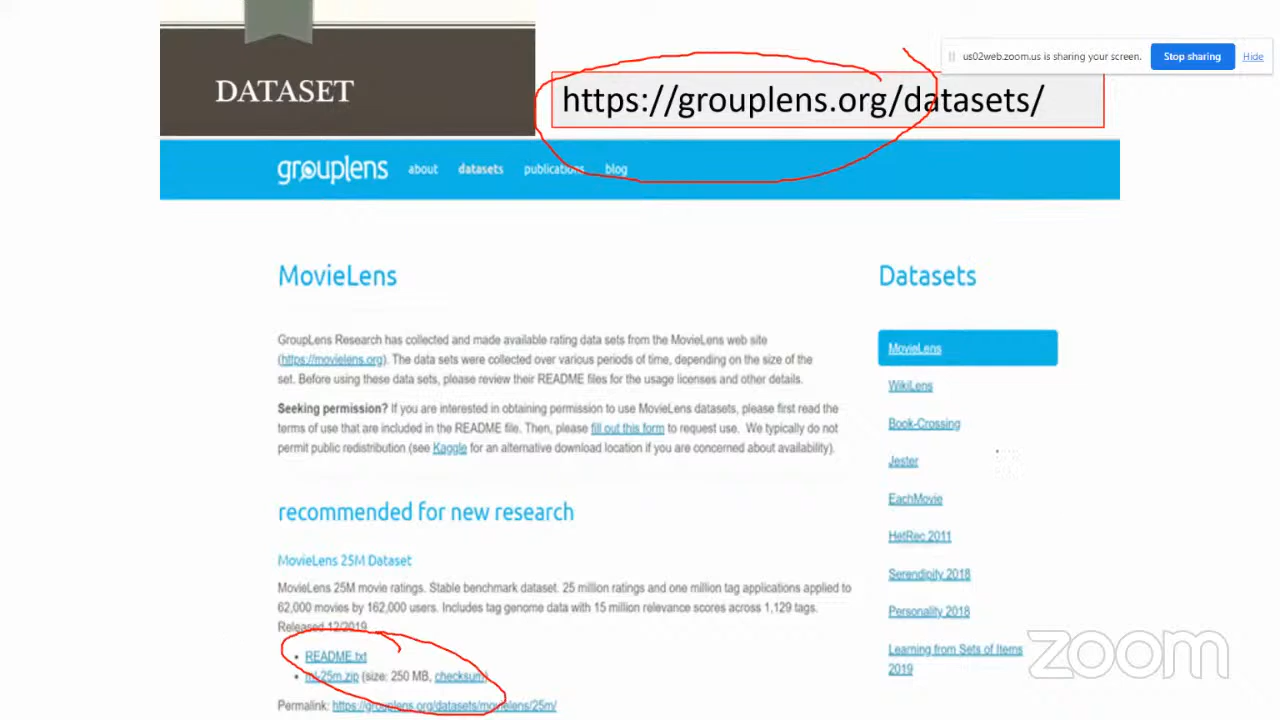 us02web.zoom.us is sharing your screen. Stop sharing Hide
DATASET
https://grouplens.org/datasets/
grouplens about datasets publications blog
MovieLens
GroupLens Research has collected and made available rating data sets from the MovieLens web site
(https://movielens.org). The data sets were collected over various periods of time, depending on the size of the
set. Before using these data sets, please review their README files for the usage licenses and other details.
Seeking permission? If you are interested in obtaining permission to use MovieLens datasets, please first read the
terms of use that are included in the README file. Then, please fill out this form to request use. We typically do not
permit public redistribution (see Kaggle for an alternative download location if you are concerned about availability).
recommended for new research
MovieLens 25M Dataset
MovieLens 25M movie ratings. Stable benchmark dataset. 25 million ratings and one million tag applications applied to
62,000 movies by 162,000 users. Includes tag genome data with 15 million relevance scores across 1,129 tags.
Released 12/2019
• README.txt
• ml-25m.zip (size: 250 MB, checksum)
Permalink: https://grouplens.org/datasets/movielens/25m/
Datasets
MovieLens
WikiLens
Book-Crossing
Jester
EachMovie
HetRec 2011
Serendipity 2018
Personality 2018
Learning from Sets of Items
2019
zoom